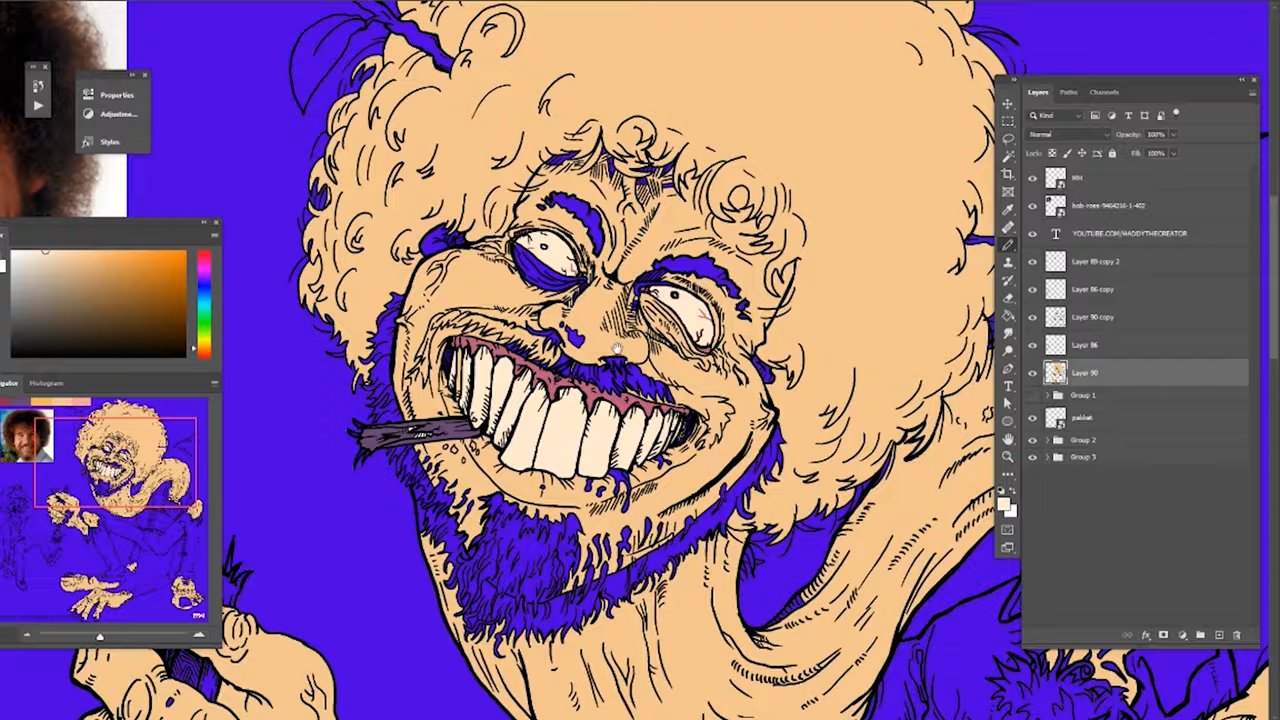 Properties
Adjustme...
Styles
Histogram
Layers Paths Channels
Kind
Normal Opacity: 100%
Lock: Fill: 100%
YOUTUBE.COM/HADDYTHECREATOR
Layer 89 copy 2
Layer 86 copy
Layer 90 copy
Layer 86
Layer 90
Group 1
Group 2
Group 3